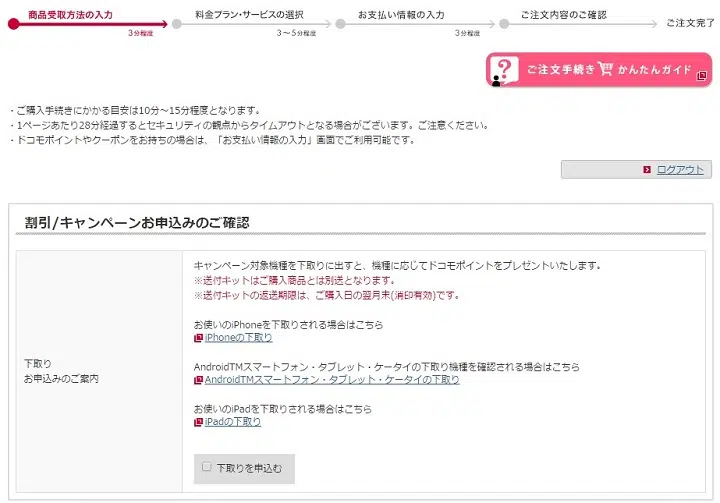 商品受取方法の入力
3分程度
料金プラン・サービスの選択
3～5分程度
お支払い情報の入力
3分程度
ご注文内容のご確認
ご注文完了
? ご注文手続き かんたんガイド
・ご購入手続きにかかる目安は10分～15分程度となります。
・1ページあたり28分経過するとセキュリティの観点からタイムアウトとなる場合がございます。ご注意ください。
・ドコモポイントやクーポンをお持ちの場合は、「お支払い情報の入力」画面でご利用可能です。
ログアウト
割引/キャンペーンお申込みのご確認
下取り
お申込みのご案内
キャンペーン対象機種を下取りに出すと、機種に応じてドコモポイントをプレゼントいたします。
※送付キットはご購入商品とは別送となります。
※送付キットの返送期限は、ご購入日の翌月末(消印有効)です。
お使いのiPhoneを下取りされる場合はこちら
iPhoneの下取り
AndroidTMスマートフォン・タブレット・ケータイの下取り機種を確認される場合はこちら
AndroidTMスマートフォン・タブレット・ケータイの下取り
お使いのiPadを下取りされる場合はこちら
iPadの下取り
下取りを申込む